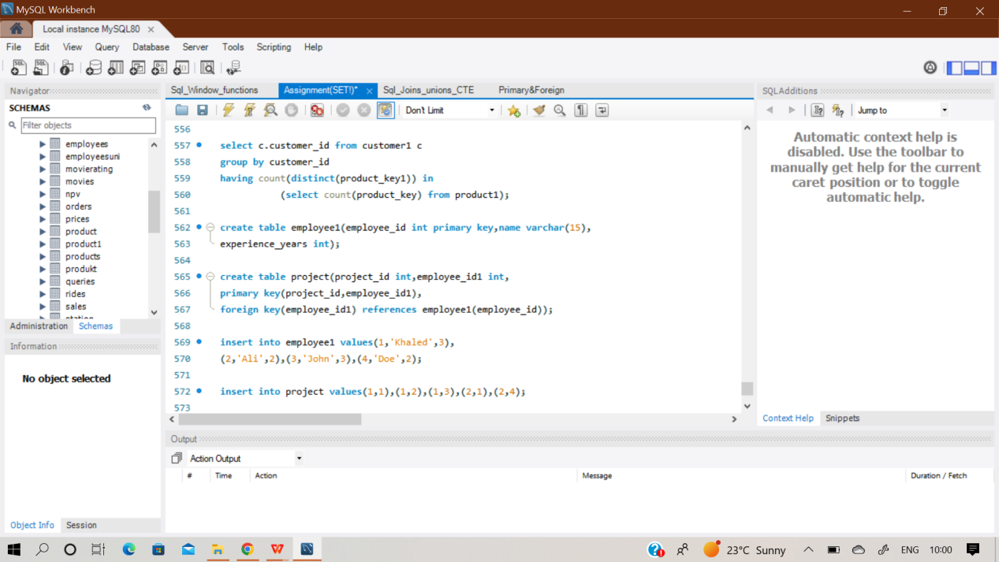 MySQL Workbench
Local instance MySQL80
File Edit View Query Database Server Tools Scripting Help
Navigator
SCHEMAS
Filter objects
employees
employeesuni
movierating
movies
npv
orders
prices
product
product1
products
produkt
queries
rides
sales
station
Administration Schemas
Information
No object selected
Object Info Session
Sql_Window_functions Assignment(SET!)* Sql_Joins_unions_CTE Primary&Foreign
Don't Limit
556
557 select c.customer_id from customer1 c
558 group by customer_id
559 having count(distinct(product_key1)) in
560 (select count(product_key) from product1);
561
562 create table employee1(employee_id int primary key,name varchar(15),
563 experience_years int);
564
565 create table project(project_id int,employee_id1 int,
566 primary key(project_id,employee_id1),
567 foreign key(employee_id1) references employee1(employee_id));
568
569 insert into employee1 values(1,'Khaled',3),
570 (2,'Ali',2),(3,'John',3),(4,'Doe',2);
571
572 insert into project values(1,1),(1,2),(1,3),(2,1),(2,4);
573
Output
Action Output
# Time Action Message Duration / Fetch
SQLAdditions
Jump to
Automatic context help is
disabled. Use the toolbar to
manually get help for the current
caret position or to toggle
automatic help.
Context Help Snippets
23°C Sunny ENG 10:00